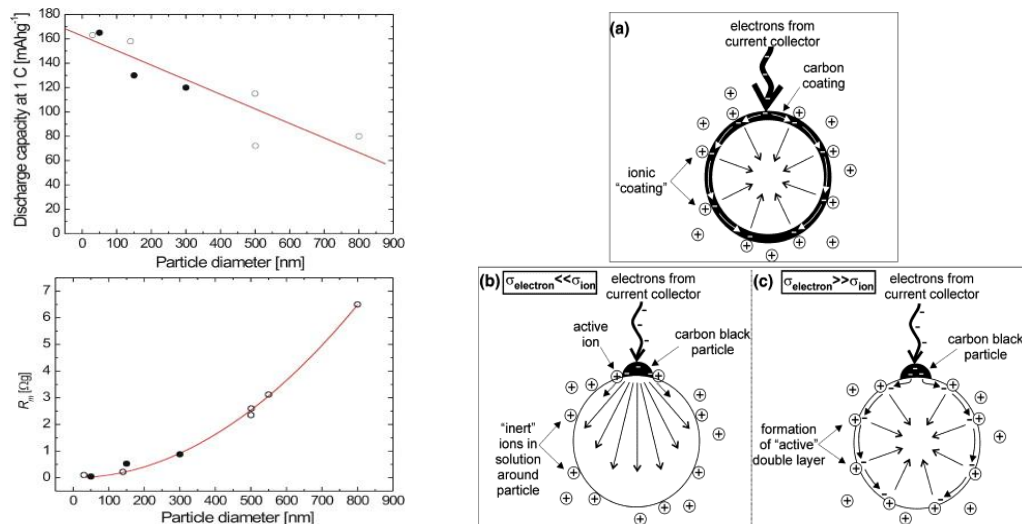 180
160
140
120
100
80
60
40
20
0
0 100 200 300 400 500 600 700 800 900
Discharge capacity at 1 C [mAhg⁻¹]
Particle diameter [nm]
7
6
5
4
3
2
1
0
0 100 200 300 400 500 600 700 800 900
Rm [Ωg]
Particle diameter [nm]
(a)
electrons from
current collector
carbon
coating
ionic
"coating"
(b)
σelectron<<σion
electrons from
current collector
active
ion
carbon black
particle
"inert"
ions in
solution
around
particle
(c)
σelectron>>σion
electrons from
current collector
carbon black
particle
formation
of "active"
double layer